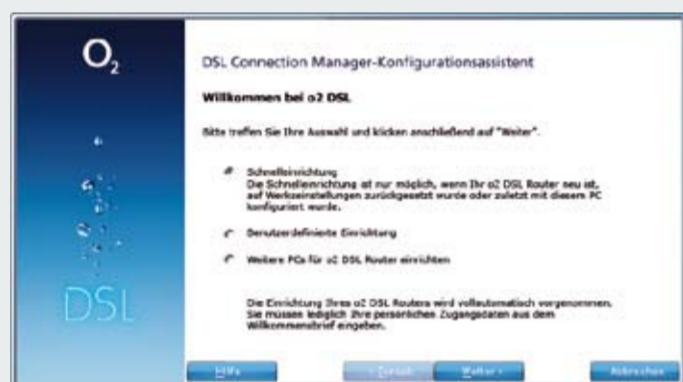 O2
DSL Connection Manager-Konfigurationsassistent
Willkommen bei o2 DSL
Bitte treffen Sie Ihre Auswahl und klicken anschließend auf "Weiter".
Schnelleinrichtung
Die Schnelleinrichtung ist nur möglich, wenn Ihr o2 DSL Router neu ist,
auf Werkseinstellungen zurückgesetzt wurde oder zuletzt mit diesem PC
konfiguriert wurde.
Benutzerdefinierte Einrichtung
Weitere PCs für o2 DSL Router einrichten
DSL
Die Einrichtung Ihres o2 DSL Routers wird vollautomatisch vorgenommen.
Sie müssen lediglich Ihre persönlichen Zugangsdaten aus dem
Willkommensbrief eingeben.
Hilfe
< Zurück
Weiter >
Abbrechen